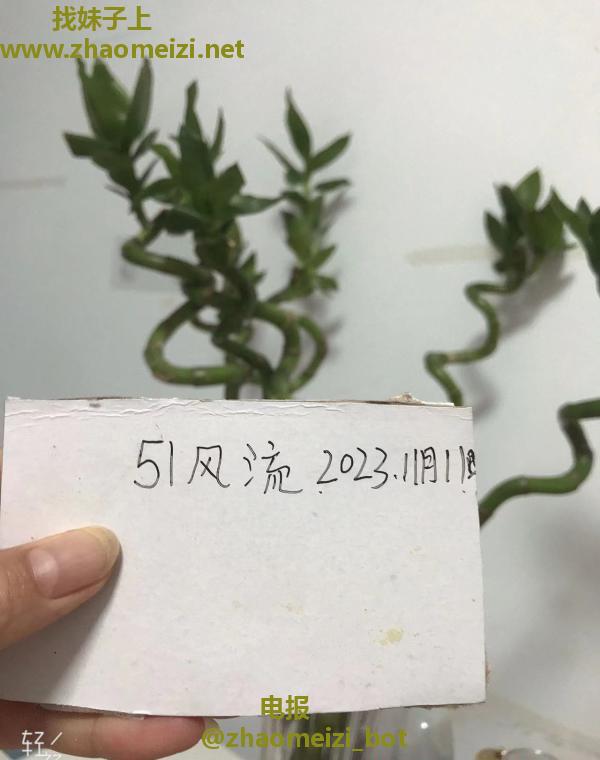 找妹子上
www.zhaomeizi.net
51风流 2023.11月11日
电报
@zhaomeizi_bot
轻